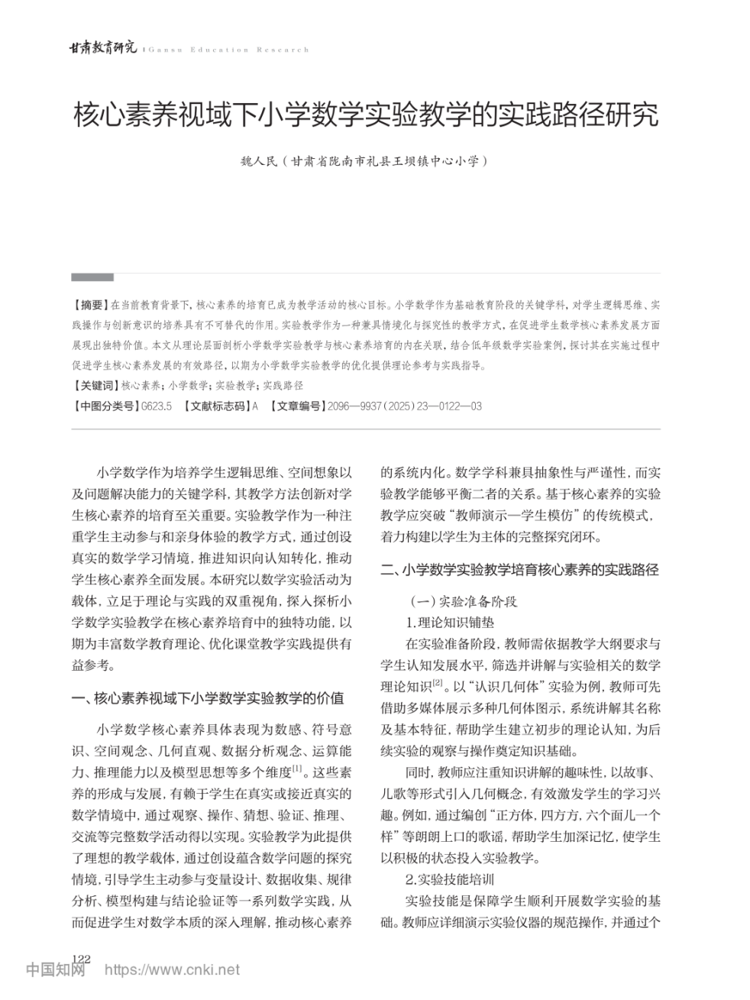 甘肃教育研究 Gansu Education Research
核心素养视域下小学数学实验教学的实践路径研究
魏人民（甘肃省陇南市礼县王坝镇中心小学）
【摘要】在当前教育背景下，核心素养的培育已成为教学活动的核心目标。小学数学作为基础教育阶段的关键学科，对学生逻辑思维、实
践操作与创新意识的培养具有不可替代的作用。实验教学作为一种兼具情境化与探究性的教学方式，在促进学生数学核心素养发展方面
展现出独特价值。本文从理论层面剖析小学数学实验教学与核心素养培育的内在关联，结合低年级数学实验案例，探讨其在实施过程中
促进学生核心素养发展的有效路径，以期为小学数学实验教学的优化提供理论参考与实践指导。
【关键词】核心素养；小学数学；实验教学；实践路径
【中图分类号】G623.5 【文献标志码】A 【文章编号】2096—9937（2025）23—0122—03
小学数学作为培养学生逻辑思维、空间想象以
及问题解决能力的关键学科，其教学方法创新对学
生核心素养的培育至关重要。实验教学作为一种注
重学生主动参与和亲身体验的教学方式，通过创设
真实的数学学习情境，推进知识向认知转化，推动
学生核心素养全面发展。本研究以数学实验活动为
载体，立足于理论与实践的双重视角，探入探析小
学数学实验教学在核心素养培育中的独特功能，以
期为丰富数学教育理论、优化课堂教学实践提供有
益参考。
一、核心素养视域下小学数学实验教学的价值
小学数学核心素养具体表现为数感、符号意
识、空间观念、几何直观、数据分析观念、运算能
力、推理能力以及模型思想等多个维度[1]。这些素
养的形成与发展，有赖于学生在真实或接近真实的
数学情境中，通过观察、操作、猜想、验证、推理、
交流等完整数学活动得以实现。实验教学为此提供
了理想的教学载体，通过创设蕴含数学问题的探究
情境，引导学生主动参与变量设计、数据收集、规律
分析、模型构建与结论验证等一系列数学实践，从
而促进学生对数学本质的深入理解，推动核心素养
的系统内化。数学学科兼具抽象性与严谨性，而实
验教学能够平衡二者的关系。基于核心素养的实验
教学应突破“教师演示—学生模仿”的传统模式，
着力构建以学生为主体的完整探究闭环。
二、小学数学实验教学培育核心素养的实践路径
（一）实验准备阶段
1.理论知识铺垫
在实验准备阶段，教师需依据教学大纲要求与
学生认知发展水平，筛选并讲解与实验相关的数学
理论知识[2]。以“认识几何体”实验为例，教师可先
借助多媒体展示多种几何体图示，系统讲解其名称
及基本特征，帮助学生建立初步的理论认知，为后
续实验的观察与操作奠定知识基础。
同时，教师应注重知识讲解的趣味性，以故事、
儿歌等形式引入几何概念，有效激发学生的学习兴
趣。例如，通过编创“正方体，四方方，六个面儿一个
样”等朗朗上口的歌谣，帮助学生加深记忆，使学生
以积极的状态投入实验教学。
2.实验技能培训
实验技能是保障学生顺利开展数学实验的基
础。教师应详细演示实验仪器的规范操作，并通过个
122
中国知网 https://www.cnki.net